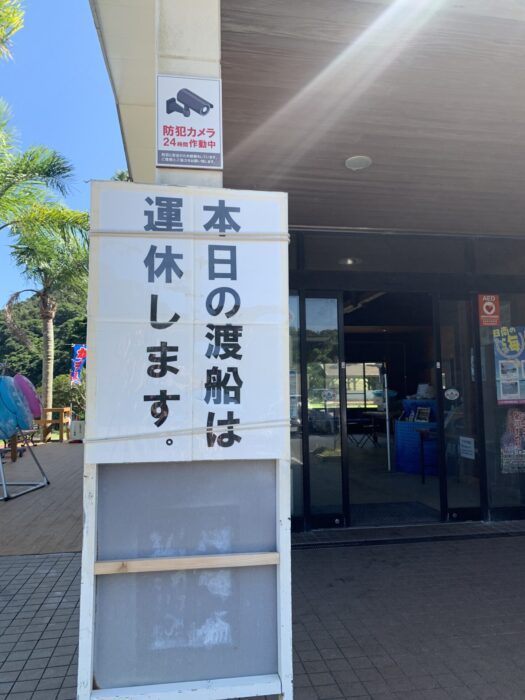 防犯カメラ
24時間作動中
本日の渡船は
運休します。
AED